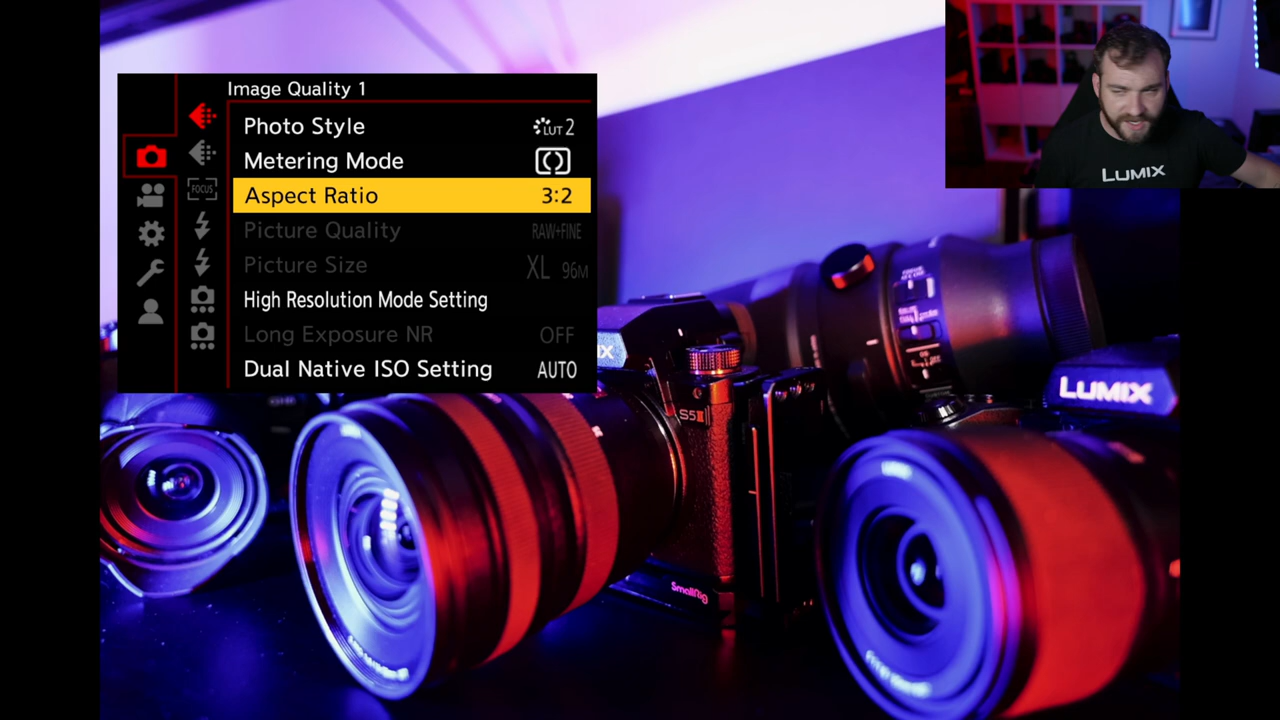 Image Quality 1
Photo Style LUT 2
Metering Mode
Aspect Ratio 3:2
FOCUS
Picture Quality RAW+FINE
Picture Size XL 96M
High Resolution Mode Setting
Long Exposure NR OFF
Dual Native ISO Setting AUTO
LUMIX
IX
S5II
LUMIX
SmallRig